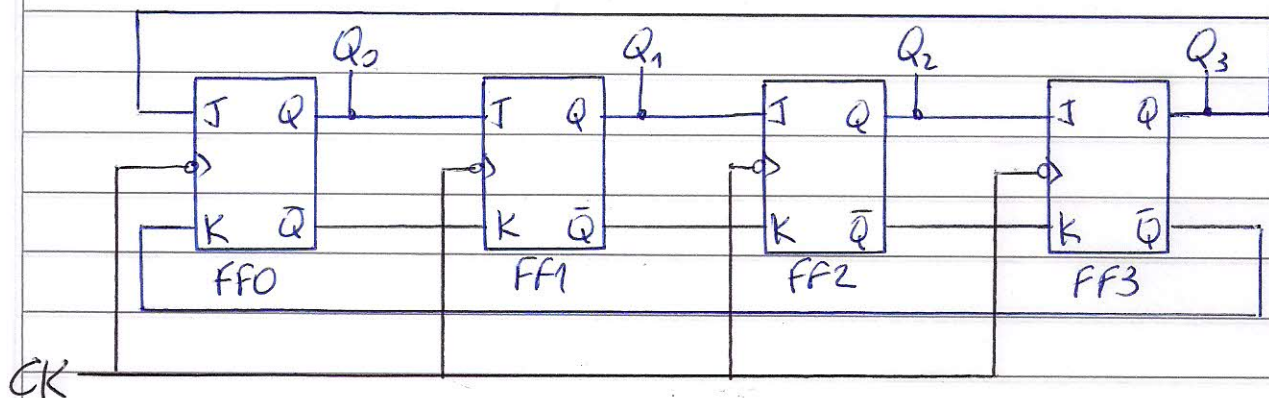 Q₀ Q₁ Q₂ Q₃
J Q J Q J Q J Q
K Q̅ K Q̅ K Q̅ K Q̅
FF0 FF1 FF2 FF3
CK